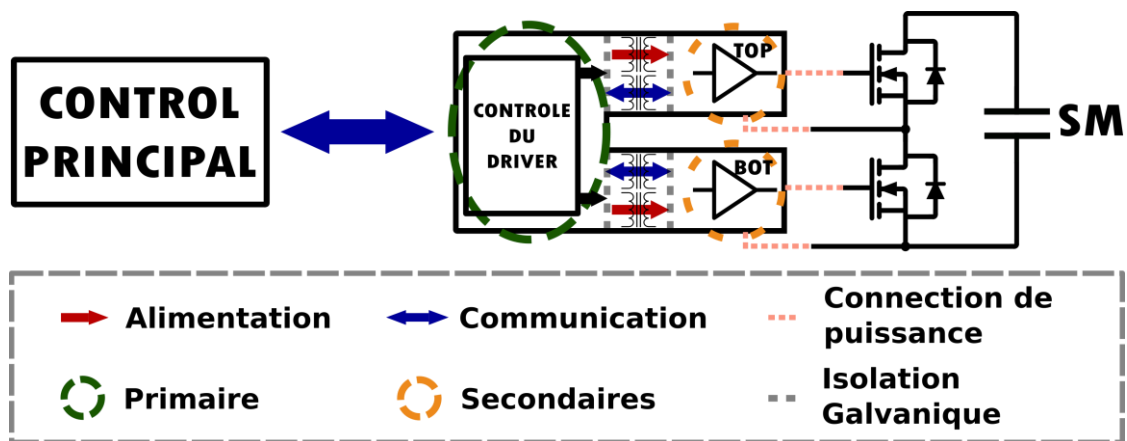 CONTROL
PRINCIPAL
CONTROLE
DU
DRIVER
TOP
BOT
SM
Alimentation
Communication
Connection de
puissance
Primaire
Secondaires
Isolation
Galvanique